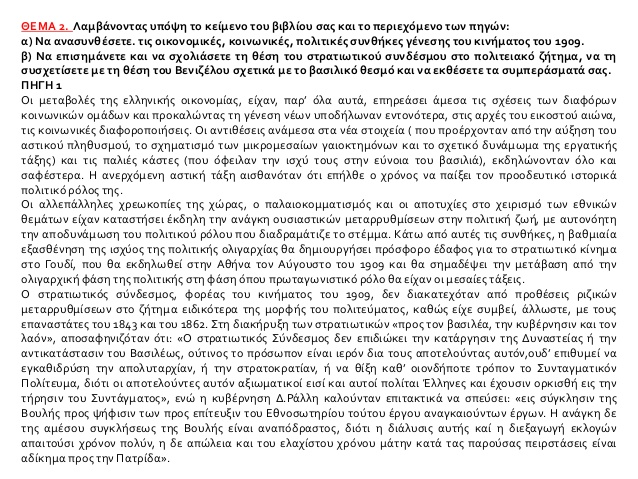 ΘΕΜΑ 2. Λαμβάνοντας υπόψη το κείμενο του βιβλίου σας και το περιεχόμενο των πηγών:
α) Να ανασυνθέσετε. τις οικονομικές, κοινωνικές, πολιτικές συνθήκες γένεσης του κινήματος του 1909.
β) Να επισημάνετε και να σχολιάσετε τη θέση του στρατιωτικού συνδέσμου στο πολιτειακό ζήτημα, να τη
συσχετίσετε με τη θέση του Βενιζέλου σχετικά με το βασιλικό θεσμό και να εκθέσετε τα συμπεράσματά σας.
ΠΗΓΗ 1
Οι μεταβολές της ελληνικής οικονομίας, είχαν, παρ’ όλα αυτά, επηρεάσει άμεσα τις σχέσεις των διαφόρων
κοινωνικών ομάδων και προκαλώντας τη γένεση νέων υποδήλωναν εντονότερα, στις αρχές του εικοστού αιώνα,
τις κοινωνικές διαφοροποιήσεις. Οι αντιθέσεις ανάμεσα στα νέα στοιχεία ( που προέρχονταν από την αύξηση του
αστικού πληθυσμού, το σχηματισμό των μικρομεσαίων γαιοκτημόνων και το σχετικό δυνάμωμα της εργατικής
τάξης) και τις παλιές κάστες (που όφειλαν την ισχύ τους στην εύνοια του βασιλιά), εκδηλώνονταν όλο και
σαφέστερα. Η ανερχόμενη αστική τάξη αισθανόταν ότι επήλθε ο χρόνος να παίξει τον προοδευτικό ιστορικά
πολιτικό ρόλος της.
Οι αλλεπάλληλες χρεωκοπίες της χώρας, ο παλαιοκομματισμός και οι αποτυχίες στο χειρισμό των εθνικών
θεμάτων είχαν καταστήσει έκδηλη την ανάγκη ουσιαστικών μεταρρυθμίσεων στην πολιτική ζωή, με αυτονόητη
την αποδυνάμωση του πολιτικού ρόλου που διαδραμάτιζε το στέμμα. Κάτω από αυτές τις συνθήκες, η βαθμιαία
εξασθένηση της ισχύος της πολιτικής ολιγαρχίας θα δημιουργήσει πρόσφορο έδαφος για το στρατιωτικό κίνημα
στο Γουδί, που θα εκδηλωθεί στην Αθήνα τον Αύγουστο του 1909 και θα σημαδέψει την μετάβαση από την
ολιγαρχική φάση της πολιτικής στη φάση όπου πρωταγωνιστικό ρόλο θα είχαν οι μεσαίες τάξεις.
Ο στρατιωτικός σύνδεσμος, φορέας του κινήματος του 1909, δεν διακατεχόταν από προθέσεις ριζικών
μεταρρυθμίσεων στο πολιτικό ζήτημα ειδικότερα της μορφής του πολιτεύματος, καθώς είχε συμβεί, άλλωστε, με τους
επαναστάτες του 1843 και του 1862. Στη διακήρυξη των στρατιωτικών «προς τον βασιλέα, την κυβέρνησιν και τον
λαόν», αποσαφηνιζόταν ότι: «Ο στρατιωτικός Σύνδεσμος δεν επιδιώκει την κατάργησιν της Δυναστείας ή την
αντικατάστασιν του Βασιλέως, ούτινος το πρόσωπον είναι ιερόν δια τους αποτελούντας αυτόν,ουδ’ επιθυμεί να
εγκαθιδρύση την απολυταρχίαν, ή την στρατοκρατίαν, ή να θίξη καθ’ οιονδήποτε τρόπον το Συνταγματικόν
Πολίτευμα, διότι οι αποτελούντες αυτόν αξιωματικοί εισί και αυτοί πολίται Έλληνες και έχουσιν ορκισθή εις την
τήρησιν του Συντάγματος», ενώ η κυβέρνηση Δ.Ράλλη καλούνταν επιτακτικά να σπεύσει: «εις σύγκλησιν της
Βουλής προς ψήφισιν των προς επίτευξιν του Εθνοσωτηρίου τούτου έργου αναγκαιούντων έργων. Η ανάγκη δε
της αμέσου συγκλήσεως της Βουλής είναι αναπόδραστος, διότι η διάλυσις αυτής καί η διεξαγωγή εκλογών
απαιτούσι χρόνον πολύν, η δε απώλεια και του ελαχίστου χρόνου μάτην κατά τας παρούσας πειρστάσεις είναι
αδίκημα προς την Πατρίδα».